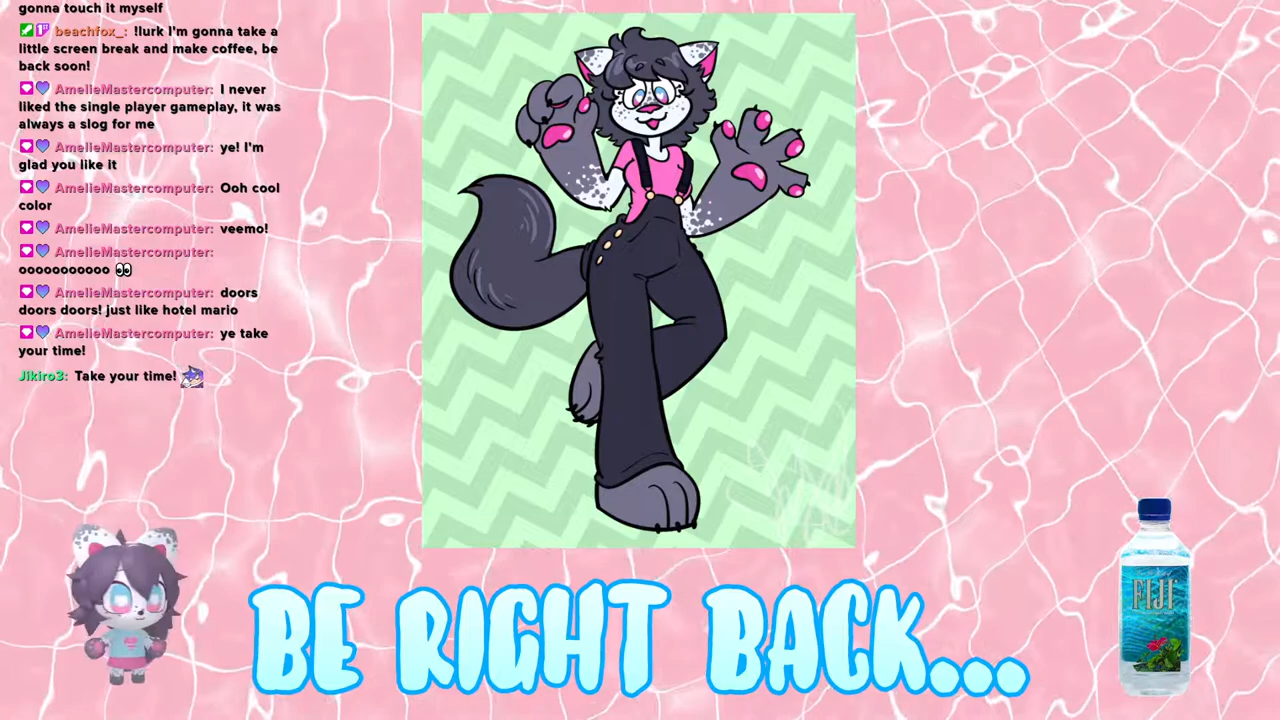 gonna touch it myself
beachfox_: !lurk I'm gonna take a
little screen break and make coffee, be
back soon!
AmelieMastercomputer: I never
liked the single player gameplay, it was
always a slog for me
AmelieMastercomputer: ye! I'm
glad you like it
AmelieMastercomputer: Ooh cool
color
AmelieMastercomputer: veemo!
AmelieMastercomputer:
ooooooooooo 👀
AmelieMastercomputer: doors
doors doors! just like hotel mario
AmelieMastercomputer: ye take
your time!
Jikiro3: Take your time!
FIJI
BE RIGHT BACK...